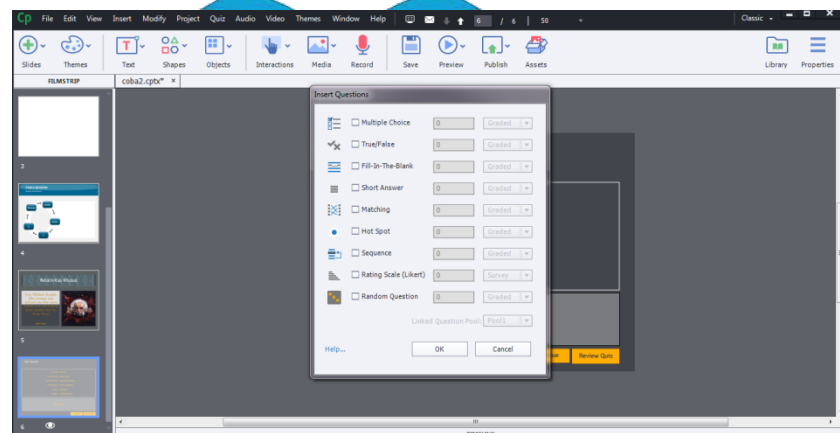 Cp File Edit View Insert Modify Project Quiz Audio Video Themes Window Help 6 / 6 50 Classic
Slides Themes Text Shapes Objects Interactions Media Record Save Preview Publish Assets Library Properties
FILMSTRIP coba2.cptx* ×
Insert Questions
Multiple Choice 0 Graded
True/False 0 Graded
Fill-In-The-Blank 0 Graded
Short Answer 0 Graded
Matching 0 Graded
Hot Spot 0 Graded
Sequence 0 Graded
Rating Scale (Likert) 0 Survey
Random Question 0 Graded
Linked Question Pool: Pool1
Help... OK Cancel
Review Quiz
3
4
5
6